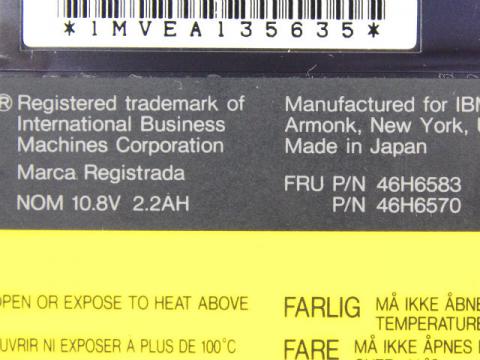 *1MVEA135635*
® Registered trademark of
International Business
Machines Corporation
Marca Registrada
NOM 10.8V 2.2AH
Manufactured for IBM
Armonk, New York,
Made in Japan
FRU P/N 46H6583
P/N 46H6570
OPEN OR EXPOSE TO HEAT ABOVE
OUVRIR NI EXPOSER À PLUS DE 100°C
FARLIG MÅ IKKE ÅBNE
TEMPERATURE
FARE MÅ IKKE ÅPNES